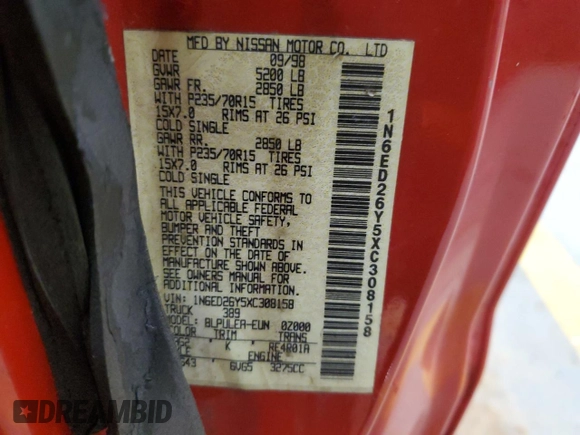 MFD BY NISSAN MOTOR CO. LTD
DATE 09/98
GVWR 5200 LB
GAWR FR. 2850 LB
WITH P235/70R15 TIRES
15X7.0 RIMS AT 26 PSI
COLD SINGLE
GAWR RR. 2850 LB
WITH P235/70R15 TIRES
15X7.0 RIMS AT 26 PSI
COLD SINGLE
THIS VEHICLE CONFORMS TO
ALL APPLICABLE FEDERAL
MOTOR VEHICLE SAFETY,
BUMPER AND THEFT
PREVENTION STANDARDS IN
EFFECT ON THE DATE OF
MANUFACTURE SHOWN ABOVE.
SEE OWNERS MANUAL FOR
ADDITIONAL INFORMATION.
VIN: 1N6ED26Y5XC308158
TRUCK 389
MODEL: BLPULEA-EUN 0Z000
COLOR TRIM TRANS
K RE4R01A
ENGINE
GVG5 3275CC
1N6ED26Y5XC308158
DREAMBID